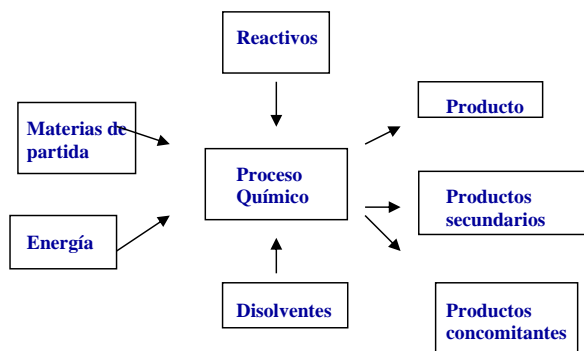 Reactivos
Producto
Materias de
partida
Proceso
Químico
Productos
secundarios
Energía
Disolventes
Productos
concomitantes